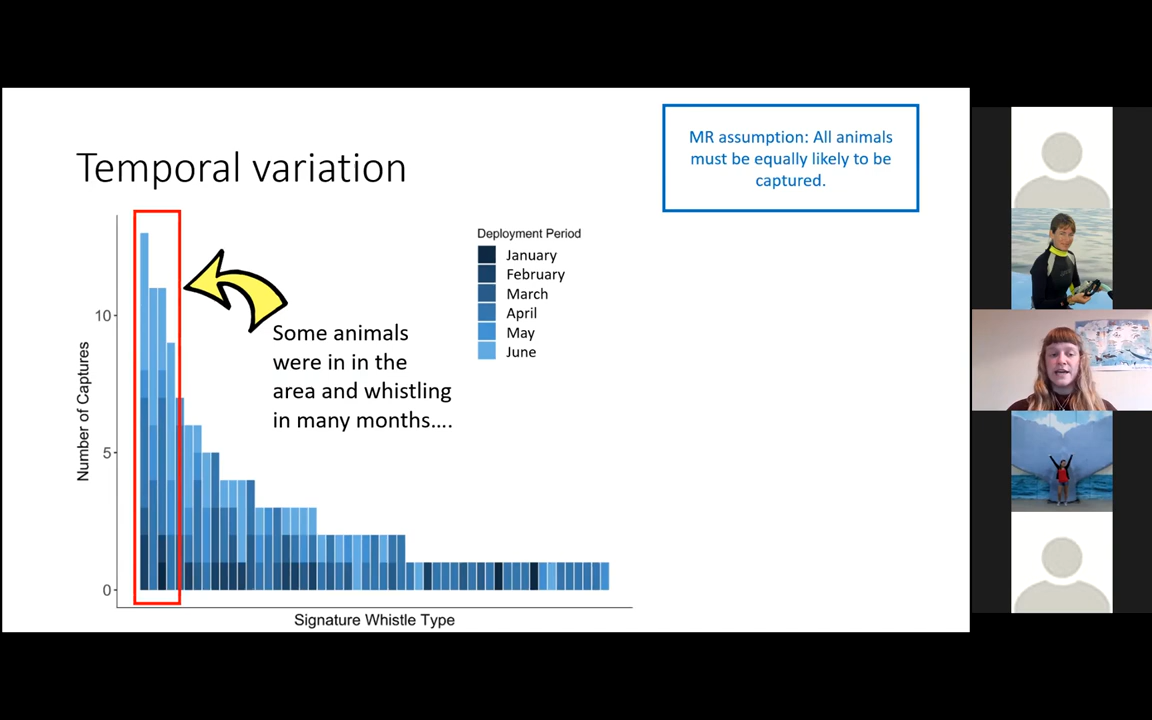 Temporal variation
MR assumption: All animals
must be equally likely to be
captured.
Deployment Period
January
February
March
April
May
June
Some animals
were in in the
area and whistling
in many months....
Number of Captures
10
5
0
Signature Whistle Type